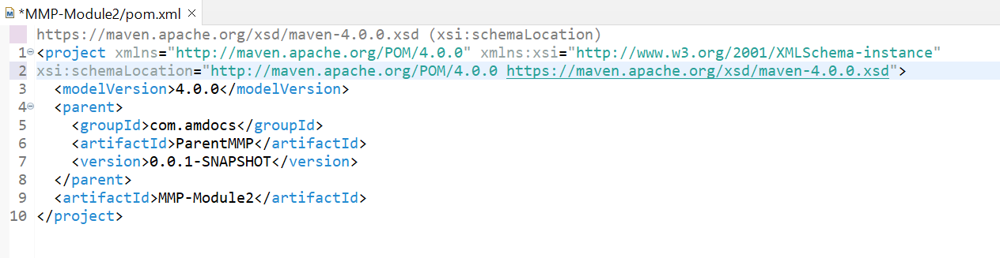 *MMP-Module2/pom.xml
https://maven.apache.org/xsd/maven-4.0.0.xsd (xsi:schemaLocation)
1 <project xmlns="http://maven.apache.org/POM/4.0.0" xmlns:xsi="http://www.w3.org/2001/XMLSchema-instance"
2 xsi:schemaLocation="http://maven.apache.org/POM/4.0.0 https://maven.apache.org/xsd/maven-4.0.0.xsd">
3   <modelVersion>4.0.0</modelVersion>
4   <parent>
5     <groupId>com.amdocs</groupId>
6     <artifactId>ParentMMP</artifactId>
7     <version>0.0.1-SNAPSHOT</version>
8   </parent>
9   <artifactId>MMP-Module2</artifactId>
10 </project>